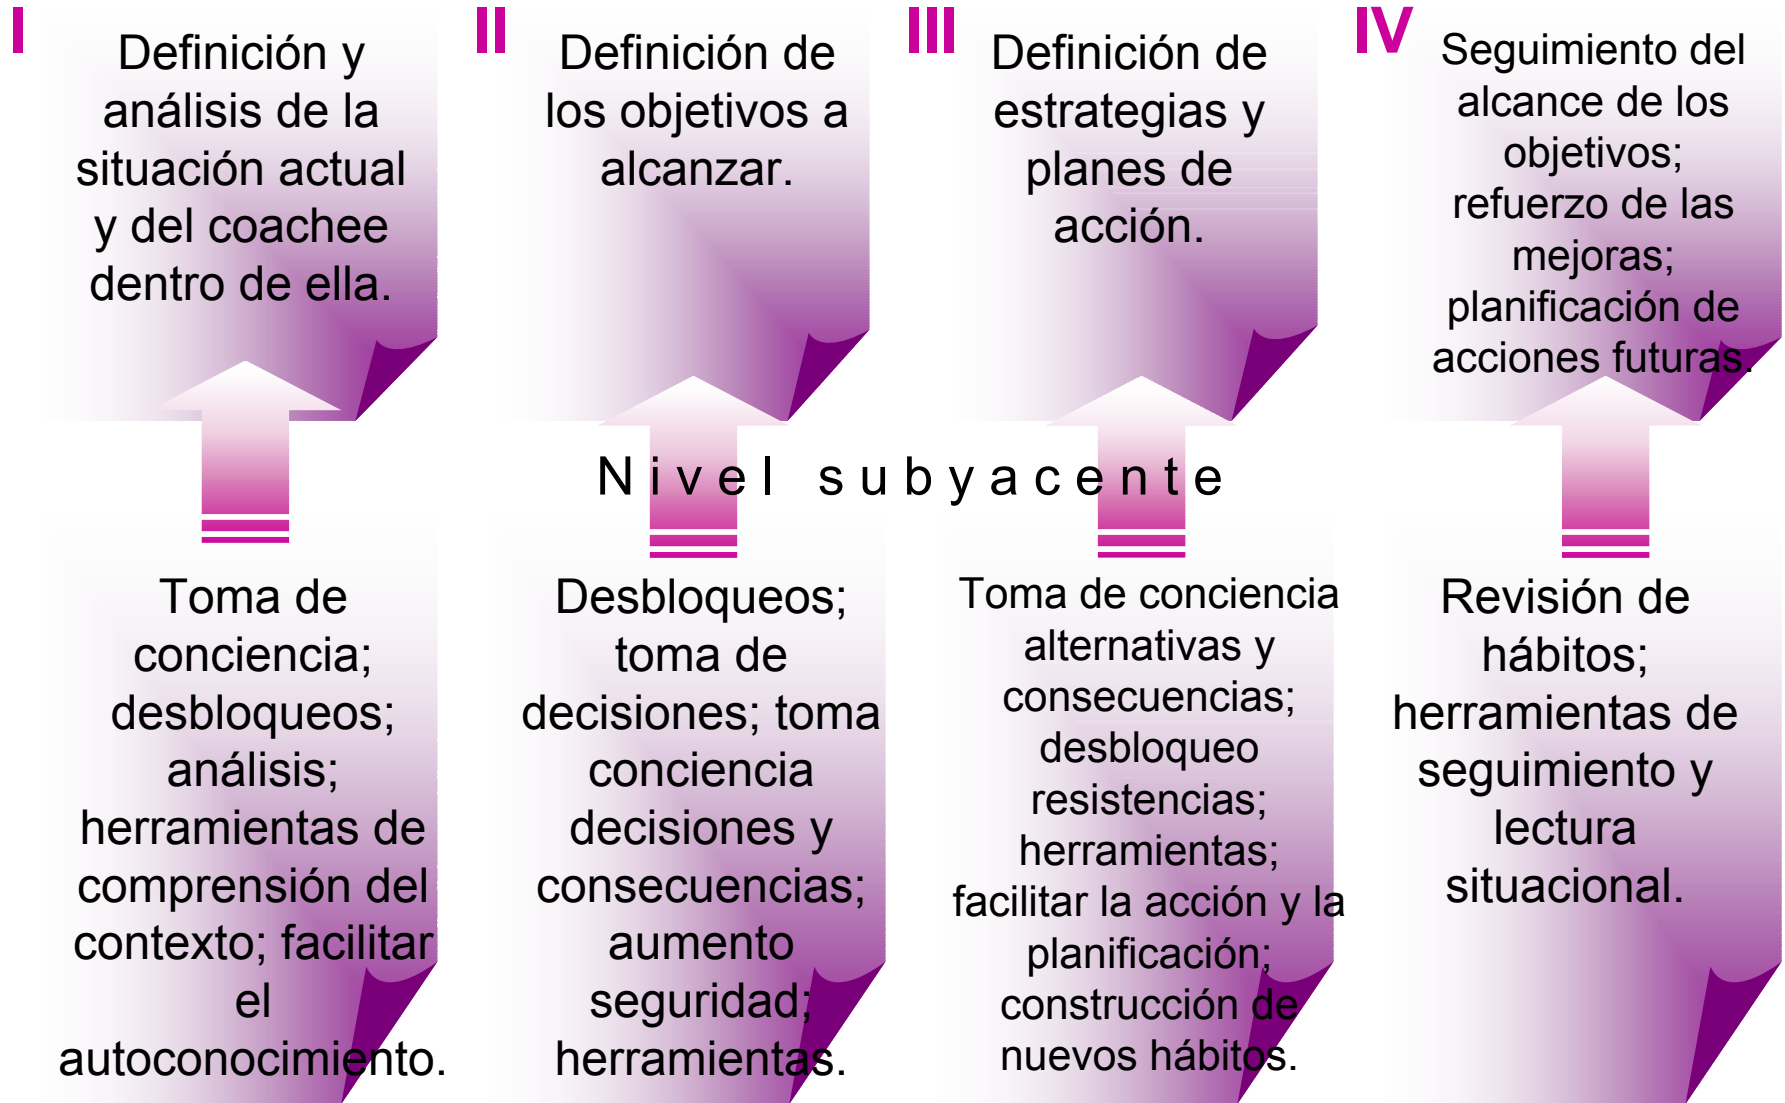 I
Definición y
análisis de la
situación actual
y del coachee
dentro de ella.
II
Definición de
los objetivos a
alcanzar.
III
Definición de
estrategias y
planes de
acción.
IV
Seguimiento del
alcance de los
objetivos;
refuerzo de las
mejoras;
planificación de
acciones futuras.
Nivel subyacente
Toma de
conciencia;
desbloqueos;
análisis;
herramientas de
comprensión del
contexto; facilitar
el
autoconocimiento.
Desbloqueos;
toma de
decisiones; toma
conciencia
decisiones y
consecuencias;
aumento
seguridad;
herramientas.
Toma de conciencia
alternativas y
consecuencias;
desbloqueo
resistencias;
herramientas;
facilitar la acción y la
planificación;
construcción de
nuevos hábitos.
Revisión de
hábitos;
herramientas de
seguimiento y
lectura
situacional.